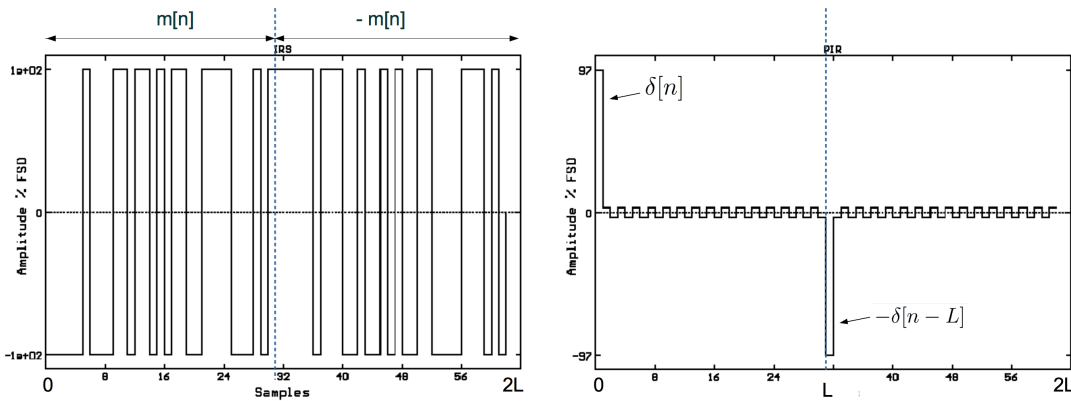 m[n]
- m[n]
IRS
1e+02
0
-1e+02
Amplitude % FSD
0
8
16
24
32
40
48
56
2L
Samples
PIR
97
0
-97
Amplitude % FSD
δ[n]
-δ[n - L]
0
8
16
24
L
40
48
56
2L